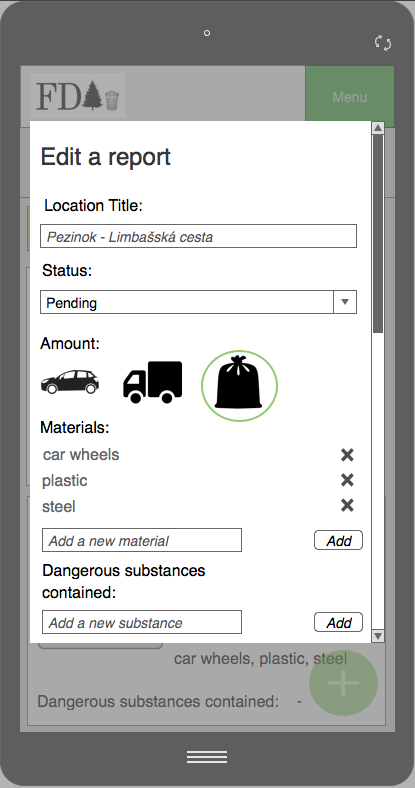 FD
Menu
Edit a report
Location Title:
Pezinok - Limbašská cesta
Status:
Pending
Amount:
Materials:
car wheels
plastic
steel
Add a new material
Add
Dangerous substances
contained:
Add a new substance
Add
car wheels, plastic, steel
Dangerous substances contained: -